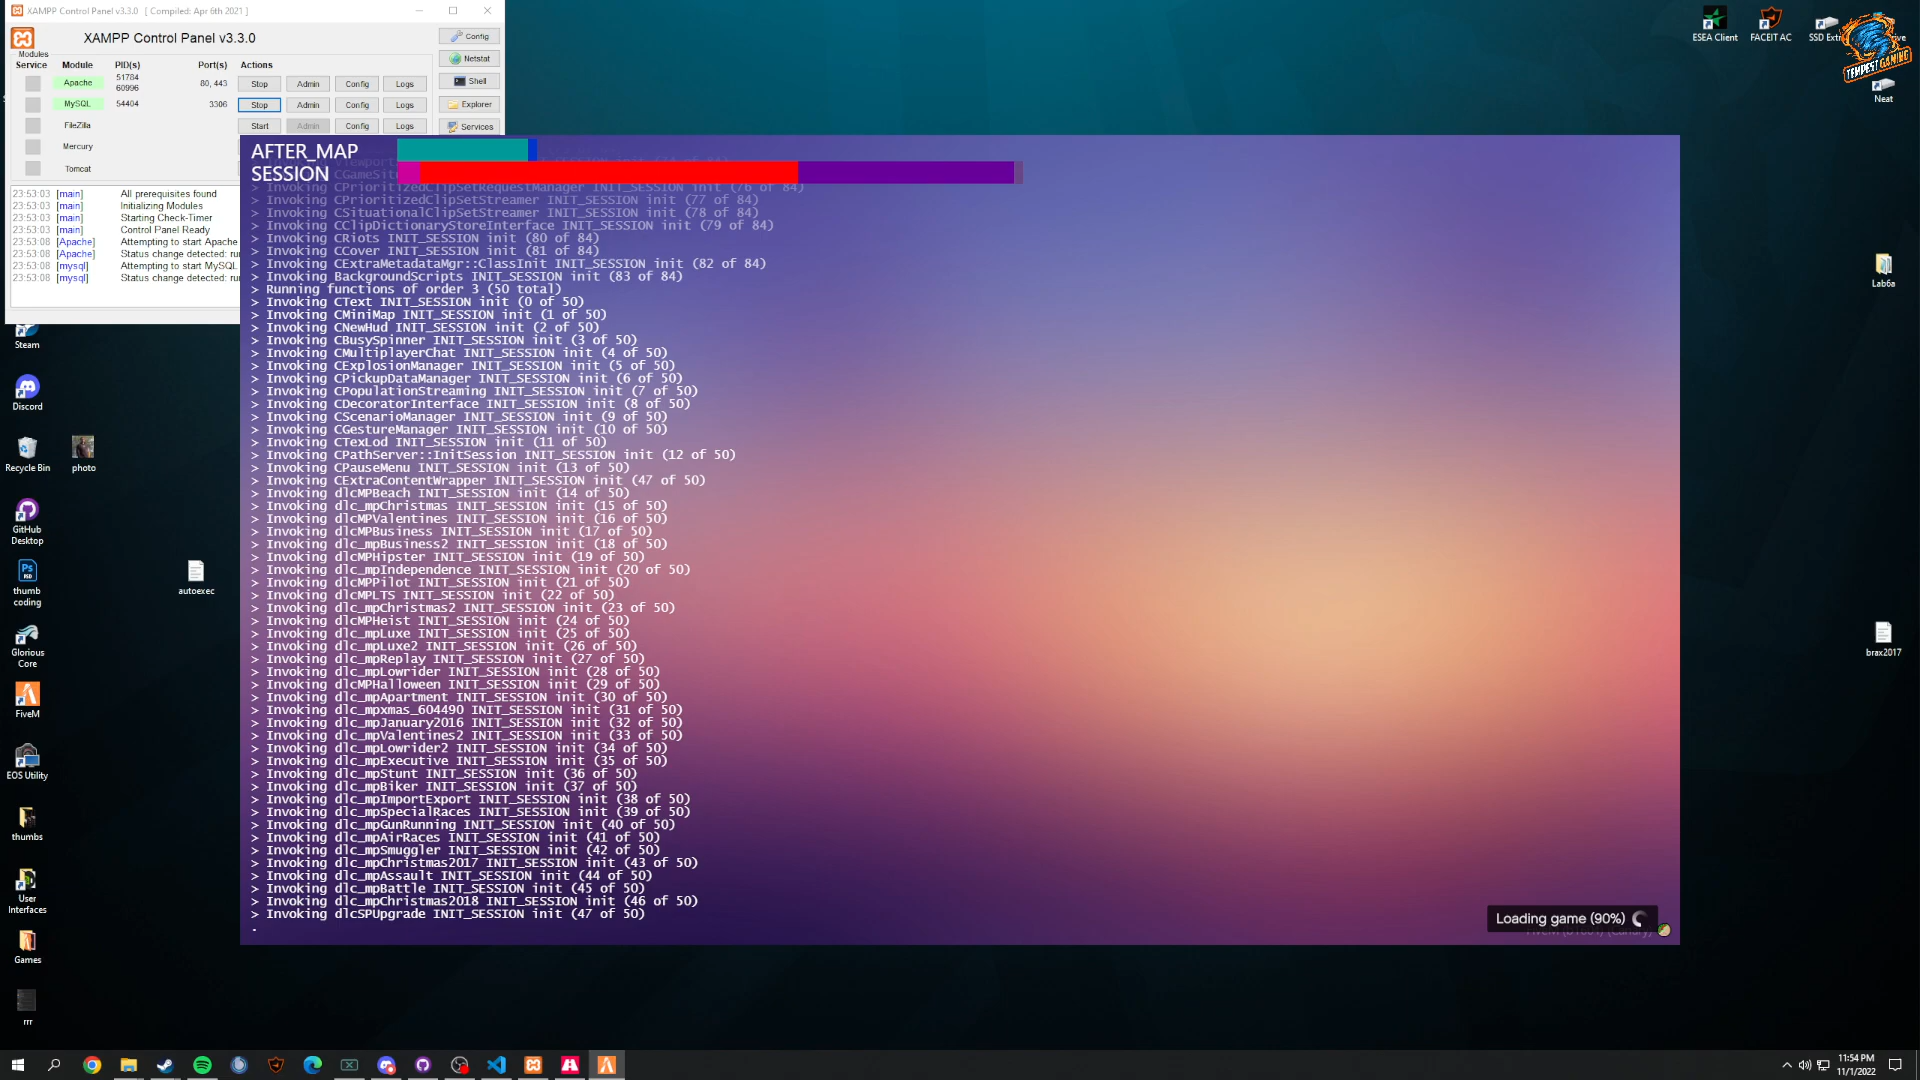 XAMPP Control Panel v3.3.0 [ Compiled: Apr 6th 2021 ]
XAMPP Control Panel v3.3.0
Config
Modules
Netstat
Service Module PID(s) Port(s) Actions
Apache 51784 60996 80, 443 Stop Admin Config Logs
Shell
MySQL 54404 3306 Stop Admin Config Logs
Explorer
FileZilla Start Admin Config Logs
Services
Mercury
Tomcat
23:53:03 [main] All prerequisites found
23:53:03 [main] Initializing Modules
23:53:03 [main] Starting Check-Timer
23:53:03 [main] Control Panel Ready
23:53:08 [Apache] Attempting to start Apache
23:53:08 [Apache] Status change detected: ru
23:53:08 [mysql] Attempting to start MySQL
23:53:08 [mysql] Status change detected: ru
AFTER_MAP
SESSION
> Invoking CPrioritizedClipSetRequestManager INIT_SESSION init (76 of 84)
> Invoking CPrioritizedClipSetStreamer INIT_SESSION init (77 of 84)
> Invoking CSituationalClipSetStreamer INIT_SESSION init (78 of 84)
> Invoking CClipDictionaryStoreInterface INIT_SESSION init (79 of 84)
> Invoking CRiots INIT_SESSION init (80 of 84)
> Invoking CCover INIT_SESSION init (81 of 84)
> Invoking CExtraMetadataMgr::ClassInit INIT_SESSION init (82 of 84)
> Invoking BackgroundScripts INIT_SESSION init (83 of 84)
> Running functions of order 3 (50 total)
> Invoking CText INIT_SESSION init (0 of 50)
> Invoking CMiniMap INIT_SESSION init (1 of 50)
> Invoking CNewHud INIT_SESSION init (2 of 50)
> Invoking CBusySpinner INIT_SESSION init (3 of 50)
> Invoking CMultiplayerChat INIT_SESSION init (4 of 50)
> Invoking CExplosionManager INIT_SESSION init (5 of 50)
> Invoking CPickupDataManager INIT_SESSION init (6 of 50)
> Invoking CPopulationStreaming INIT_SESSION init (7 of 50)
> Invoking CDecoratorInterface INIT_SESSION init (8 of 50)
> Invoking CScenarioManager INIT_SESSION init (9 of 50)
> Invoking CGestureManager INIT_SESSION init (10 of 50)
> Invoking CTexLod INIT_SESSION init (11 of 50)
> Invoking CPathServer::InitSession INIT_SESSION init (12 of 50)
> Invoking CPauseMenu INIT_SESSION init (13 of 50)
> Invoking CExtraContentWrapper INIT_SESSION init (47 of 50)
> Invoking dlcMPBeach INIT_SESSION init (14 of 50)
> Invoking dlc_mpChristmas INIT_SESSION init (15 of 50)
> Invoking dlcMPValentines INIT_SESSION init (16 of 50)
> Invoking dlcMPBusiness INIT_SESSION init (17 of 50)
> Invoking dlc_mpBusiness2 INIT_SESSION init (18 of 50)
> Invoking dlcMPHipster INIT_SESSION init (19 of 50)
> Invoking dlc_mpIndependence INIT_SESSION init (20 of 50)
> Invoking dlcMPPilot INIT_SESSION init (21 of 50)
> Invoking dlcMPLTS INIT_SESSION init (22 of 50)
> Invoking dlc_mpChristmas2 INIT_SESSION init (23 of 50)
> Invoking dlcMPHeist INIT_SESSION init (24 of 50)
> Invoking dlc_mpLuxe INIT_SESSION init (25 of 50)
> Invoking dlc_mpLuxe2 INIT_SESSION init (26 of 50)
> Invoking dlc_mpReplay INIT_SESSION init (27 of 50)
> Invoking dlc_mpLowrider INIT_SESSION init (28 of 50)
> Invoking dlcMPHalloween INIT_SESSION init (29 of 50)
> Invoking dlc_mpApartment INIT_SESSION init (30 of 50)
> Invoking dlc_mpxmas_604490 INIT_SESSION init (31 of 50)
> Invoking dlc_mpJanuary2016 INIT_SESSION init (32 of 50)
> Invoking dlc_mpValentines2 INIT_SESSION init (33 of 50)
> Invoking dlc_mpLowrider2 INIT_SESSION init (34 of 50)
> Invoking dlc_mpExecutive INIT_SESSION init (35 of 50)
> Invoking dlc_mpStunt INIT_SESSION init (36 of 50)
> Invoking dlc_mpBiker INIT_SESSION init (37 of 50)
> Invoking dlc_mpImportExport INIT_SESSION init (38 of 50)
> Invoking dlc_mpSpecialRaces INIT_SESSION init (39 of 50)
> Invoking dlc_mpGunRunning INIT_SESSION init (40 of 50)
> Invoking dlc_mpAirRaces INIT_SESSION init (41 of 50)
> Invoking dlc_mpSmuggler INIT_SESSION init (42 of 50)
> Invoking dlc_mpChristmas2017 INIT_SESSION init (43 of 50)
> Invoking dlc_mpAssault INIT_SESSION init (44 of 50)
> Invoking dlc_mpBattle INIT_SESSION init (45 of 50)
> Invoking dlc_mpChristmas2018 INIT_SESSION init (46 of 50)
> Invoking dlcSPUpgrade INIT_SESSION init (47 of 50)
Loading game (90%)
Steam
Discord
Recycle Bin
photo
GitHub Desktop
thumb coding
autoexec
Glorious Core
FiveM
EOS Utility
thumbs
User Interfaces
Games
rrr
ESEA Client
FACEIT AC
TEMPEST GAMING
Neat
Lab6a
brax2017
11:54 PM
11/1/2022